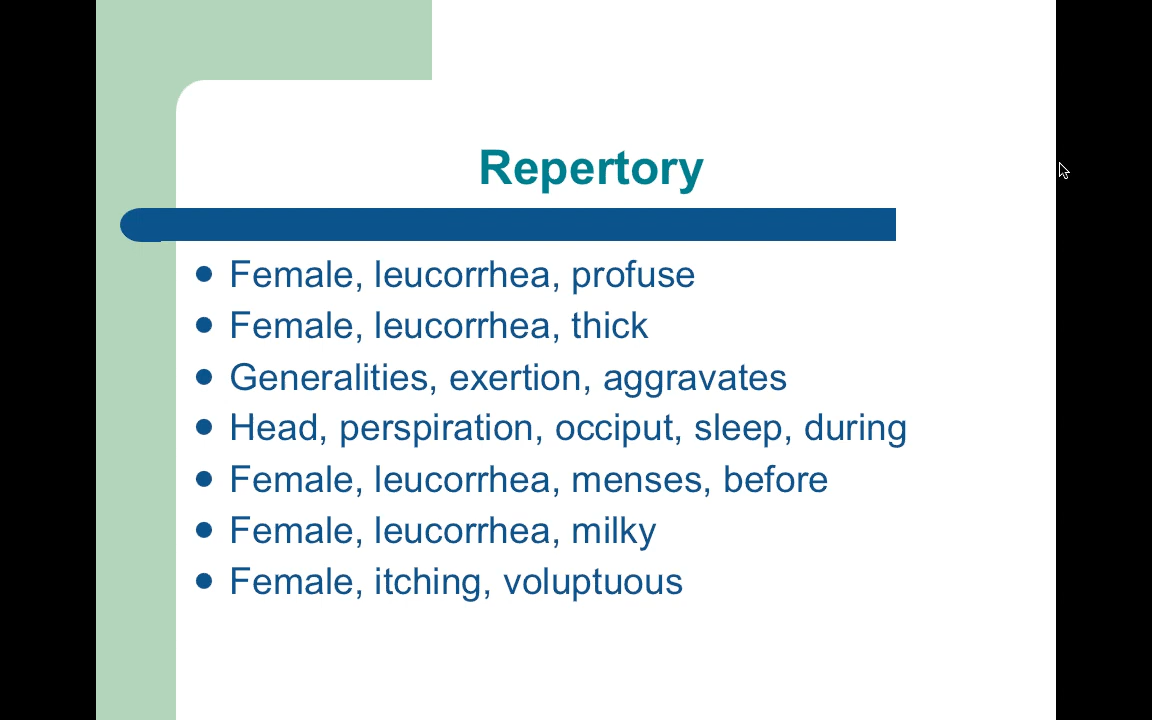 Repertory
Female, leucorrhea, profuse
Female, leucorrhea, thick
Generalities, exertion, aggravates
Head, perspiration, occiput, sleep, during
Female, leucorrhea, menses, before
Female, leucorrhea, milky
Female, itching, voluptuous